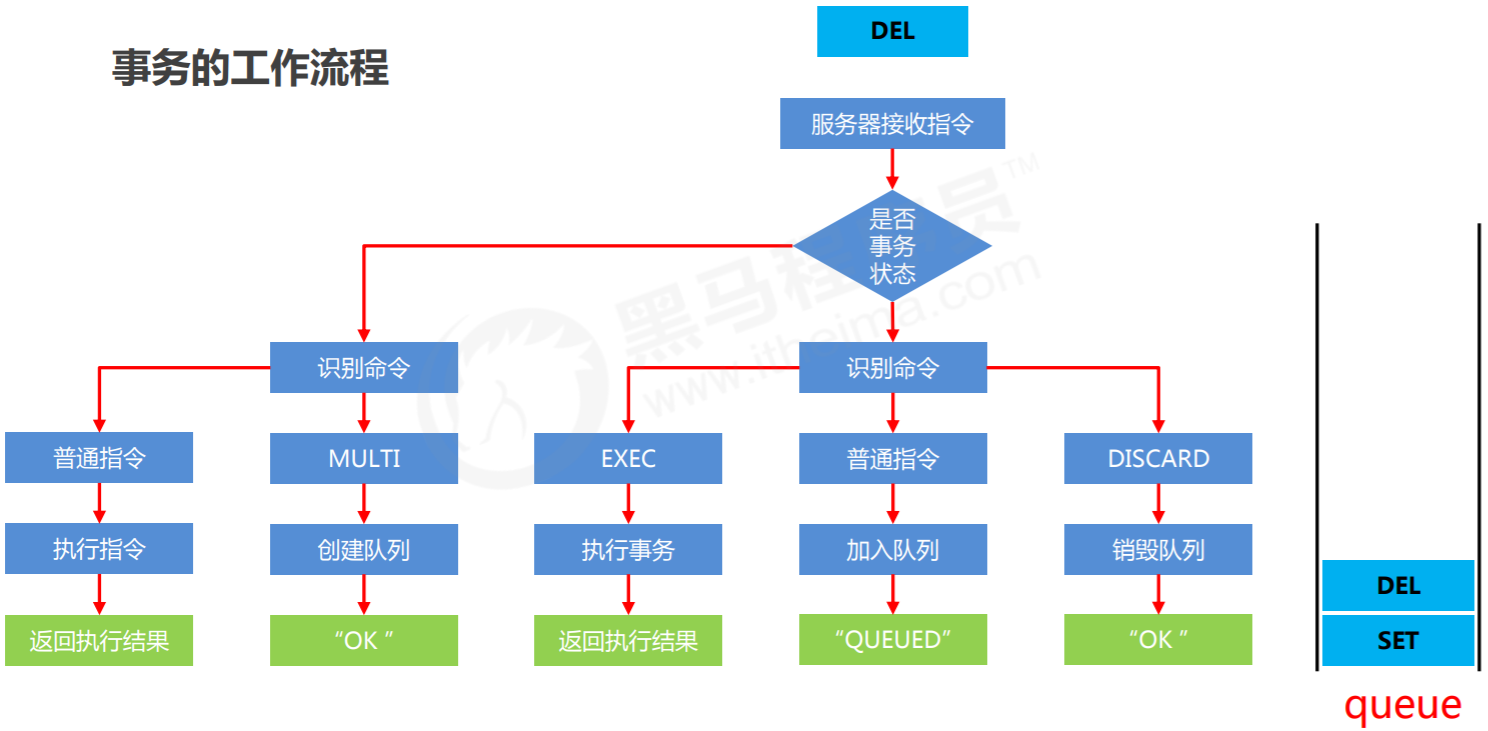 DEL
事务的工作流程
服务器接收指令
是否
事务
状态
黑马程序员™
www.itheima.com
识别命令
识别命令
普通指令
MULTI
EXEC
普通指令
DISCARD
执行指令
创建队列
执行事务
加入队列
销毁队列
DEL
返回执行结果
“OK ”
返回执行结果
“QUEUED”
“OK ”
SET
queue